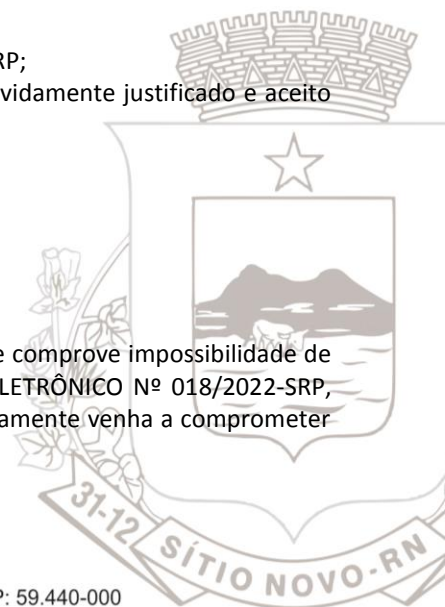 RP;
vidamente justificado e aceito
e comprove impossibilidade de
LETRÔNICO Nº 018/2022-SRP,
amente venha a comprometer
31-12 SÍTIO NOVO-RN
P: 59.440-000